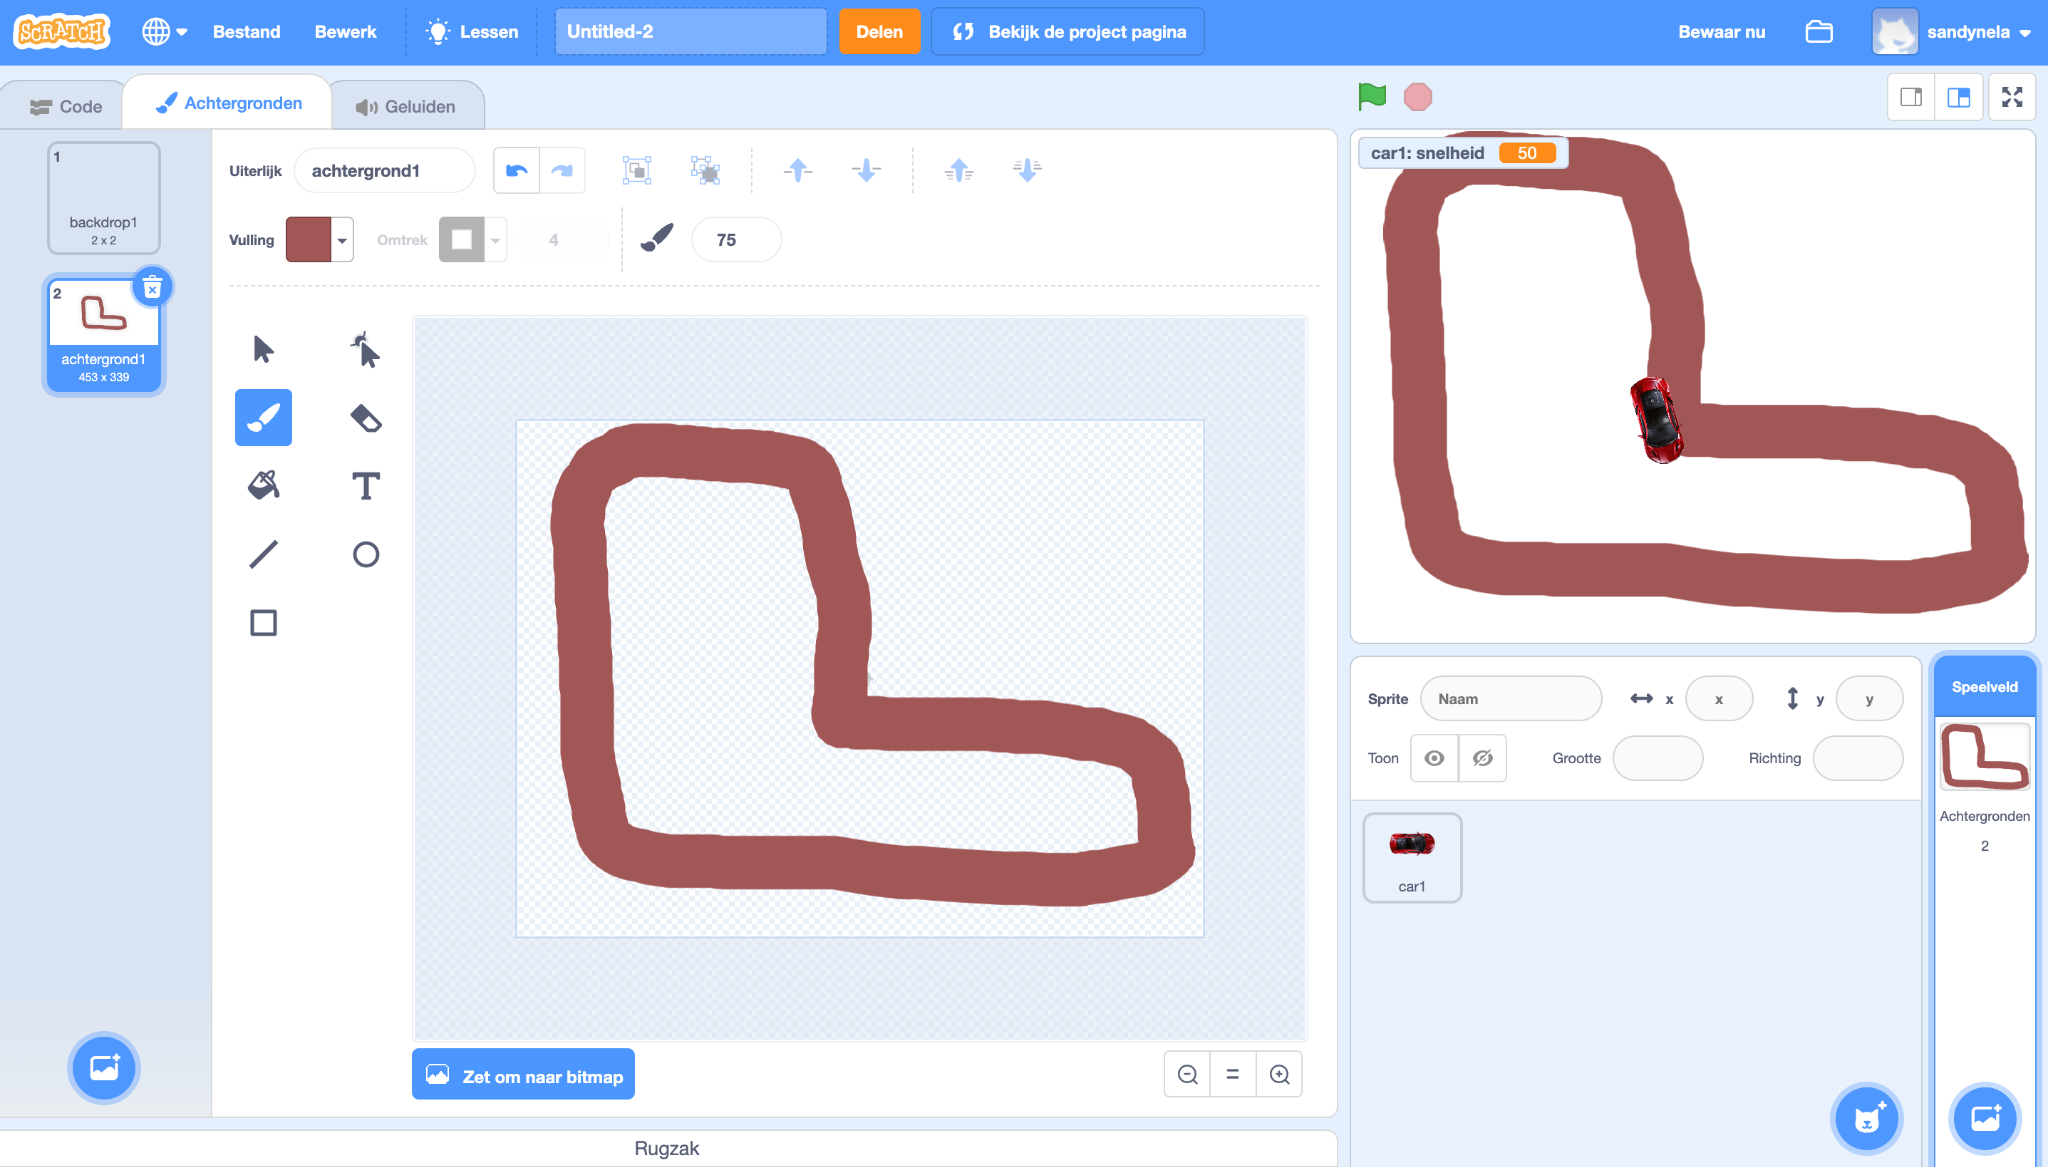 SCRATCH
Bestand
Bewerk
Lessen
Untitled-2
Delen
Bekijk de project pagina
Bewaar nu
sandynela
Code
Achtergronden
Geluiden
1
backdrop1
2 x 2
2
achtergrond1
453 x 339
Uiterlijk
achtergrond1
Vulling
Omtrek
4
75
T
Zet om naar bitmap
=
Rugzak
car1: snelheid
50
Sprite
Naam
x
x
y
y
Toon
Grootte
Richting
car1
Speelveld
Achtergronden
2